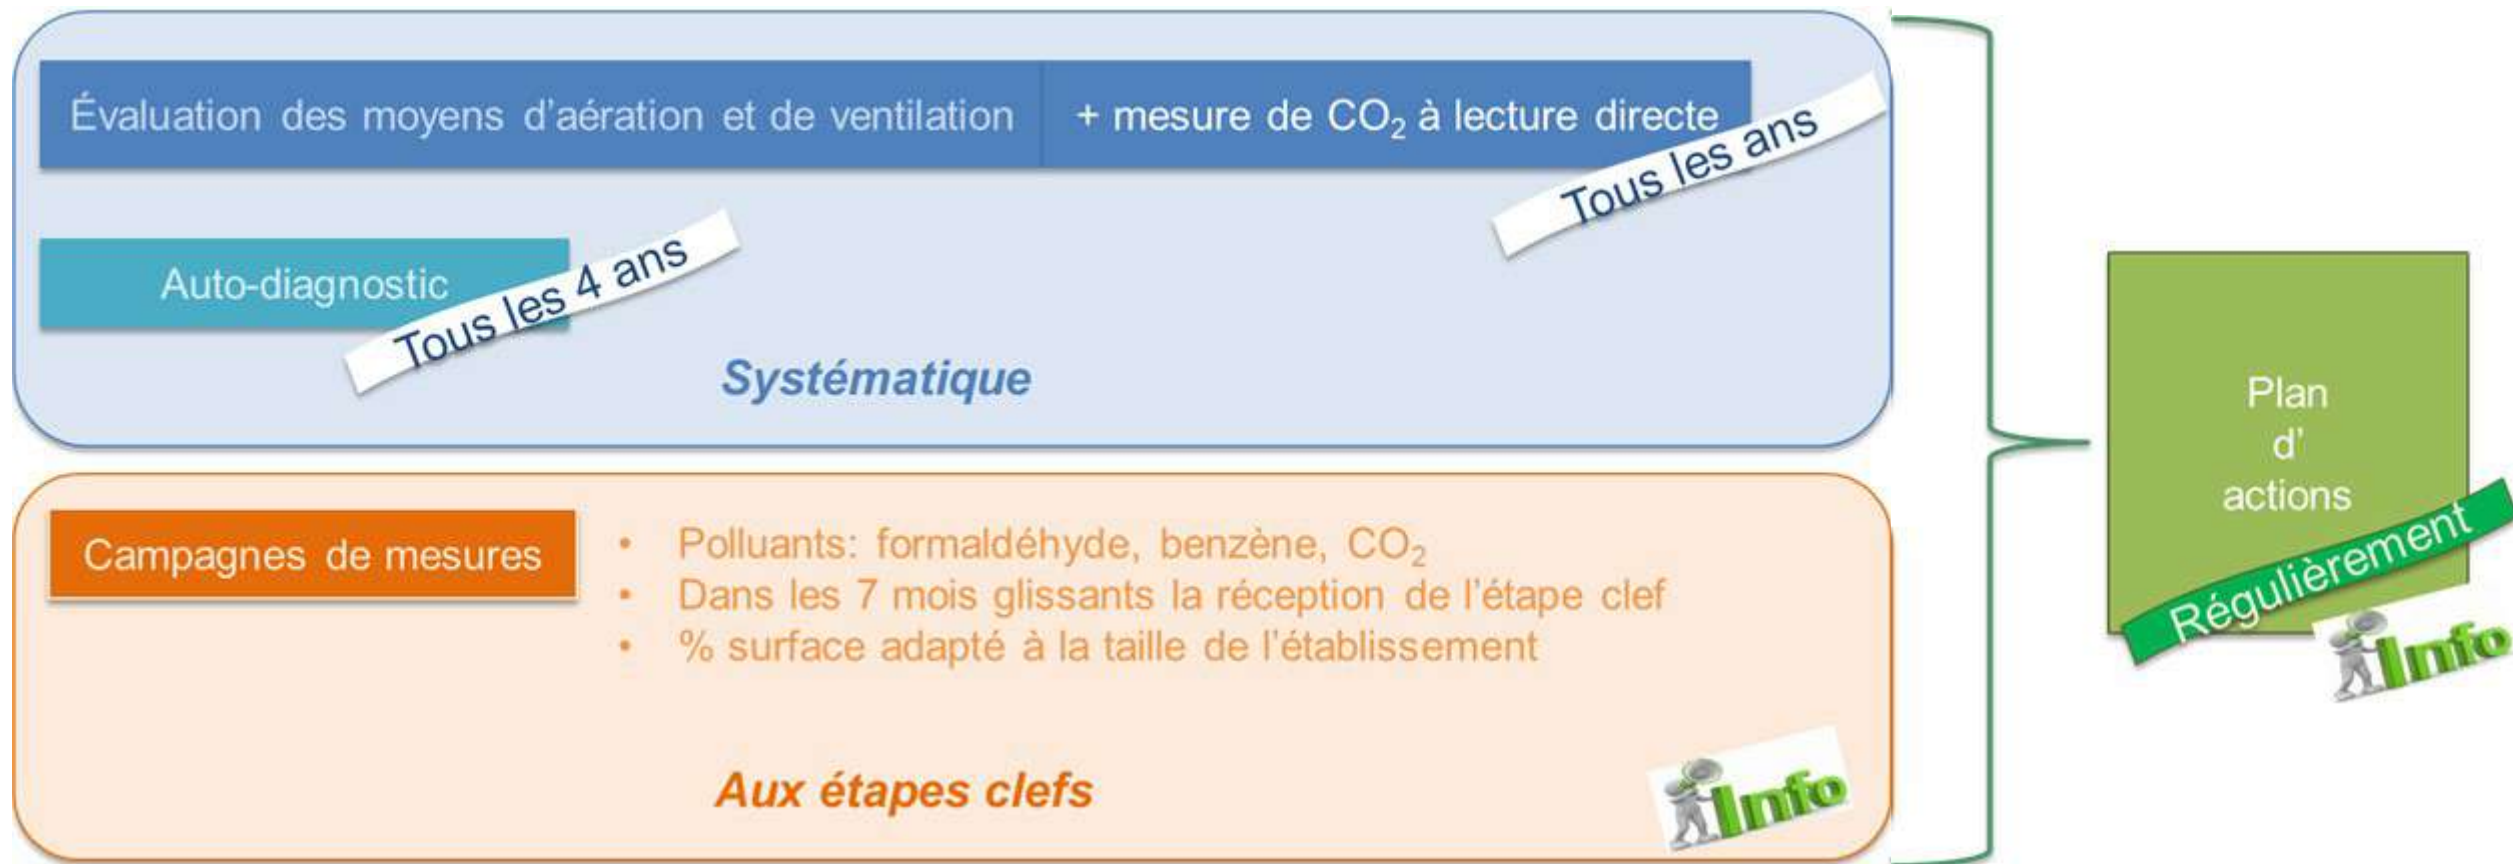 Évaluation des moyens d'aération et de ventilation
+ mesure de CO₂ à lecture directe
Tous les ans
Auto-diagnostic
Tous les 4 ans
Systématique
Campagnes de mesures
• Polluants: formaldéhyde, benzène, CO₂
• Dans les 7 mois glissants la réception de l'étape clef
• % surface adapté à la taille de l'établissement
Aux étapes clefs
Info
Plan
d'
actions
Régulièrement
Info